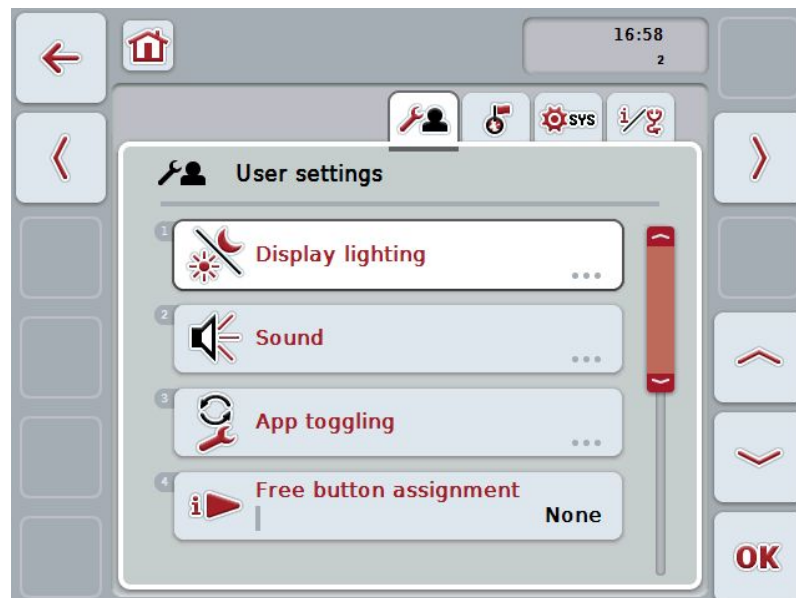 16:58
2
SYS
i/
User settings
1
Display lighting
...
2
Sound
...
3
App toggling
...
4
i
Free button assignment
None
OK